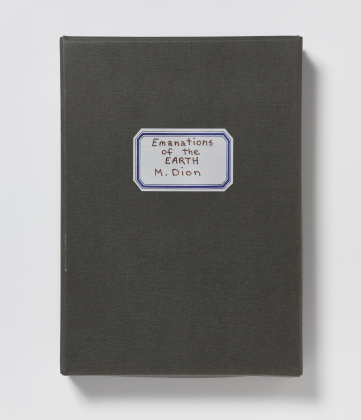 Emanations
of the
EARTH
M. Dion